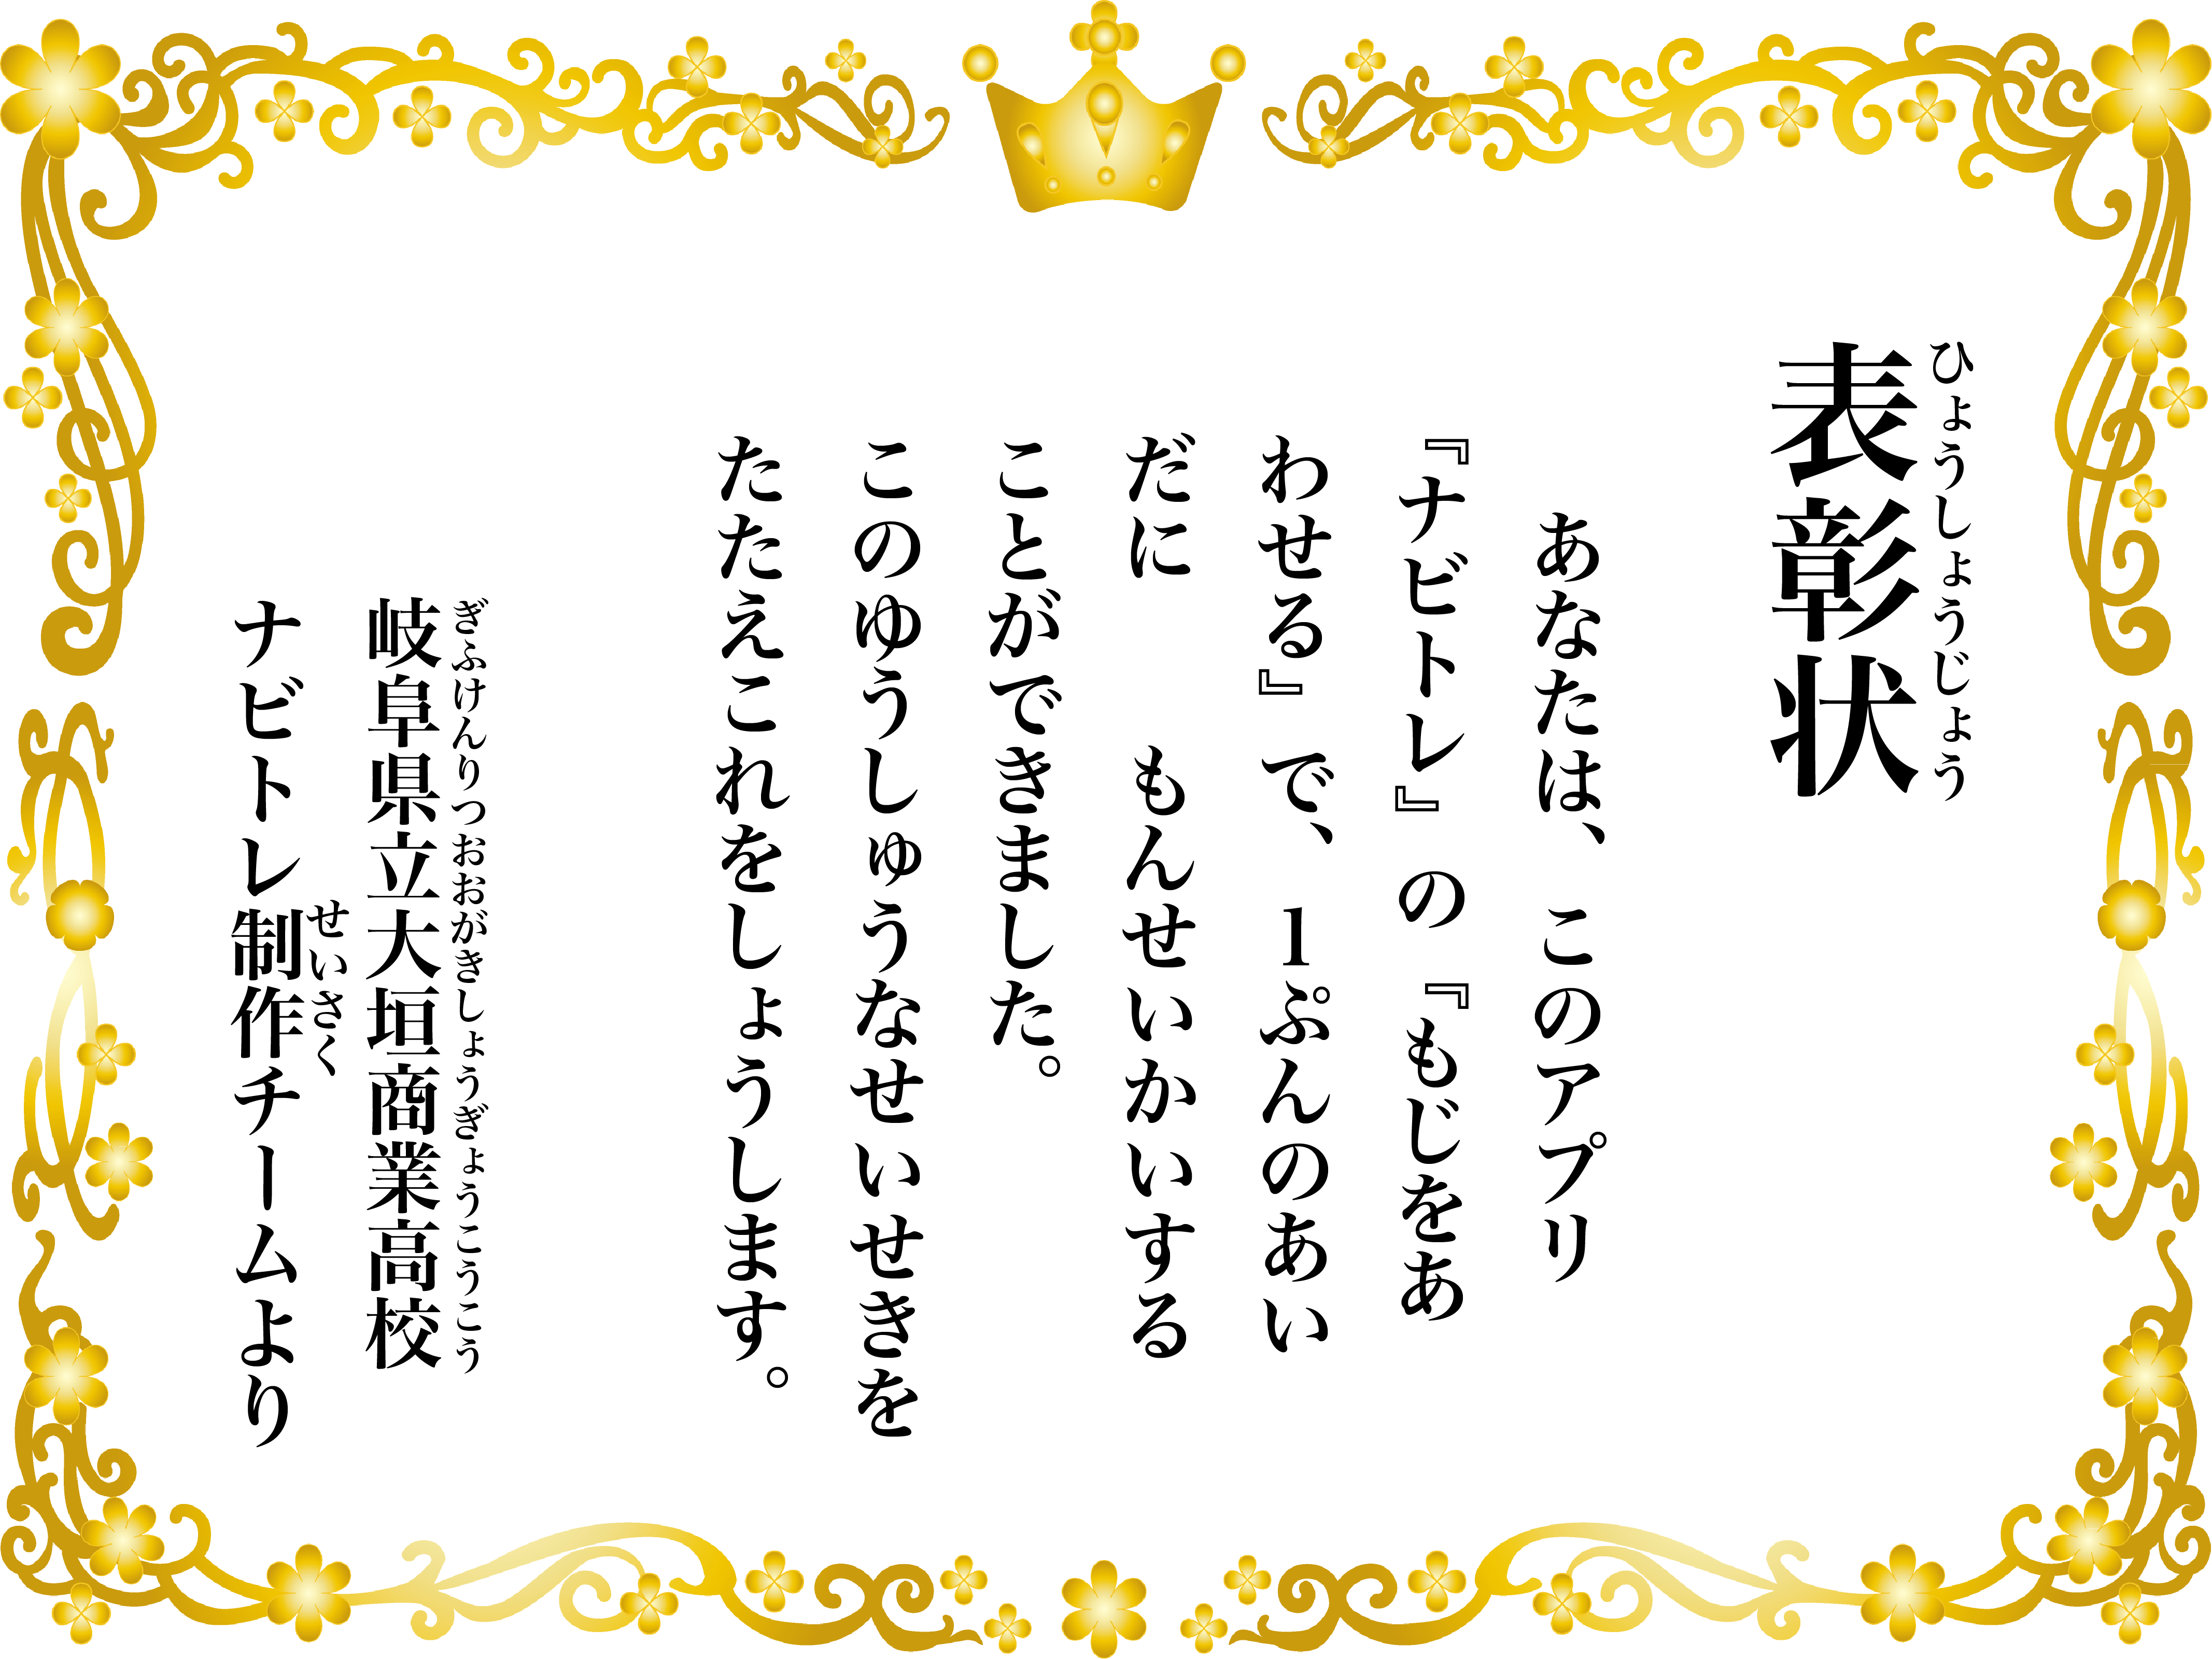 表彰状
ひょうしょうじょう
あなたは、 このアプリ
『ナビトレ』の『もじをあ
わせる』で、 1ぷんのあい
だに　　もんせいかいする
ことができました。
このゆうしゅうなせいせきを
たたえこれをしょうします。
岐阜県立大垣商業高校
ぎふけんりつおおがきしょうぎょうこうこう
ナビトレ制作チームより
せいさく